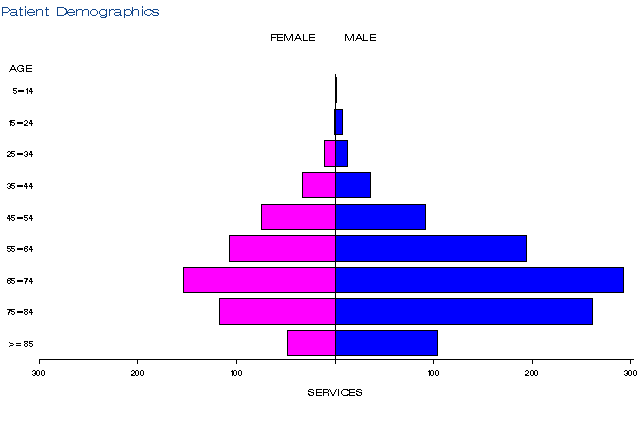 Patient Demographics
FEMALE MALE
AGE
5-14
15-24
25-34
35-44
45-54
55-64
65-74
75-84
>=85
300 200 100 100 200 300
SERVICES